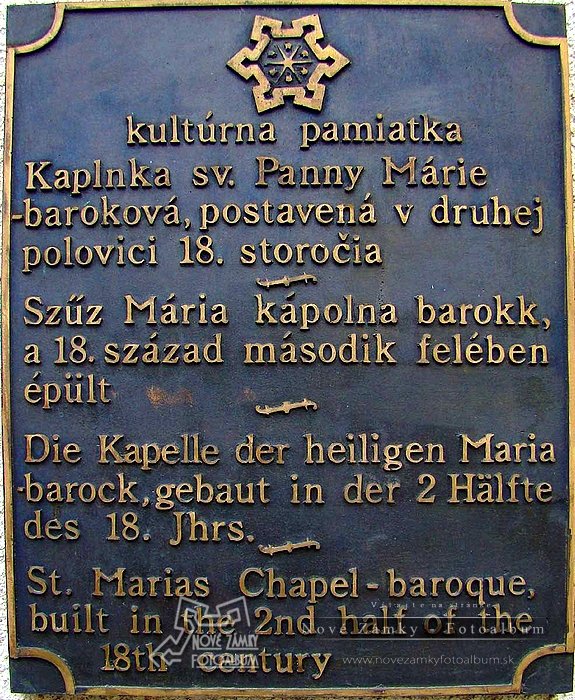 kultúrna pamiatka
Kaplnka sv. Panny Márie
-baroková, postavená v druhej
polovici 18. storočia
Szűz Mária kápolna barokk,
a 18. század második felében
épült
Die Kapelle der heiligen Maria
-barock, gebaut in der 2 Hälfte
des 18. Jhrs.
St. Marias Chapel-baroque,
built in the 2nd half of the
18th century
NOVÉ ZÁMKY
FOTOALBUM
Vitajte na stránke
Nové Zámky Fotoalbum
www.novezamkyfotoalbum.sk